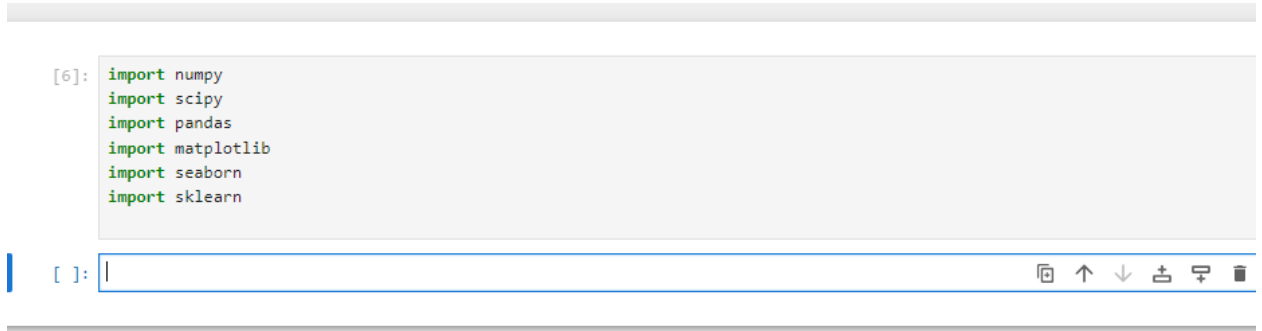 [6]: import numpy
import scipy
import pandas
import matplotlib
import seaborn
import sklearn
[ ]: